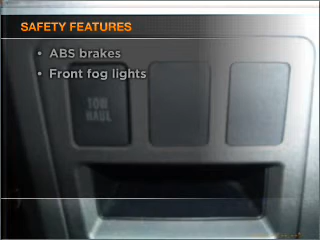 SAFETY FEATURES
• ABS brakes
• Front fog lights
TOW
HAUL